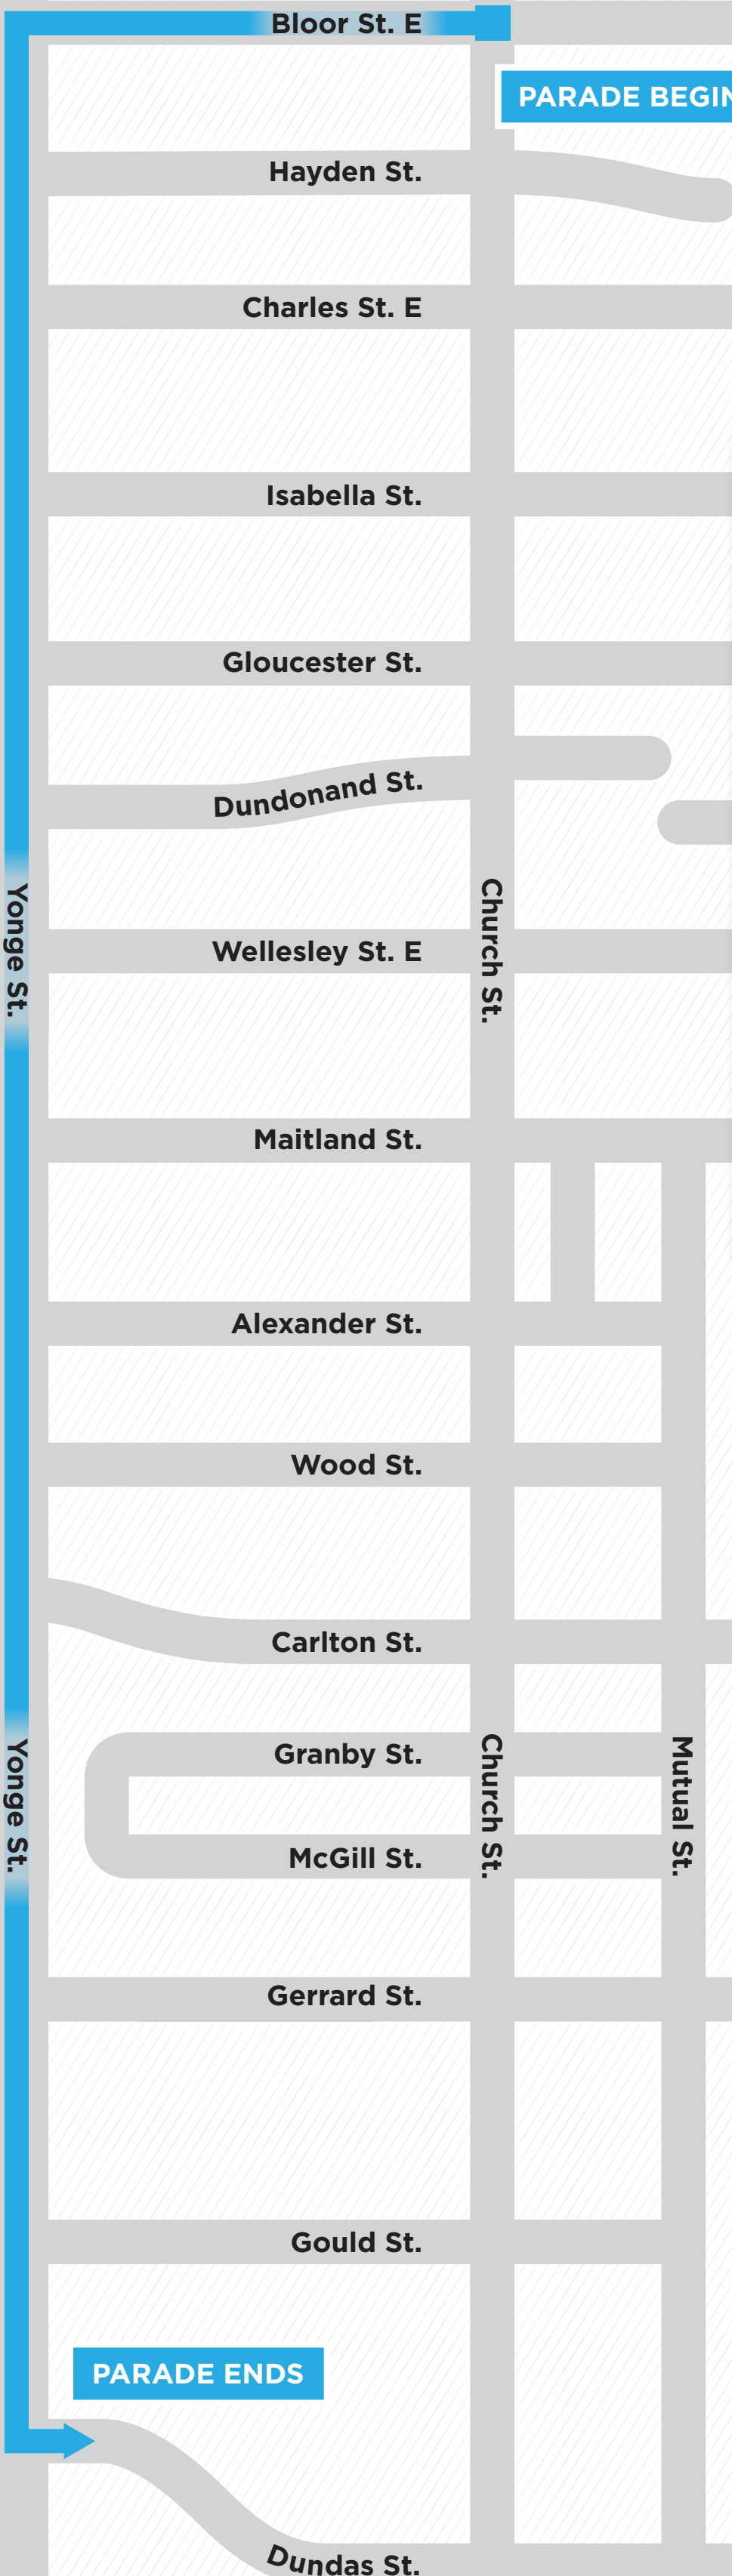 Bloor St. E
PARADE BEGIN
Hayden St.
Charles St. E
Isabella St.
Gloucester St.
Dundonand St.
Yonge St.
Church St.
Wellesley St. E
Maitland St.
Alexander St.
Wood St.
Carlton St.
Yonge St.
Granby St.
Church St.
Mutual St.
McGill St.
Gerrard St.
Gould St.
PARADE ENDS
Dundas St.